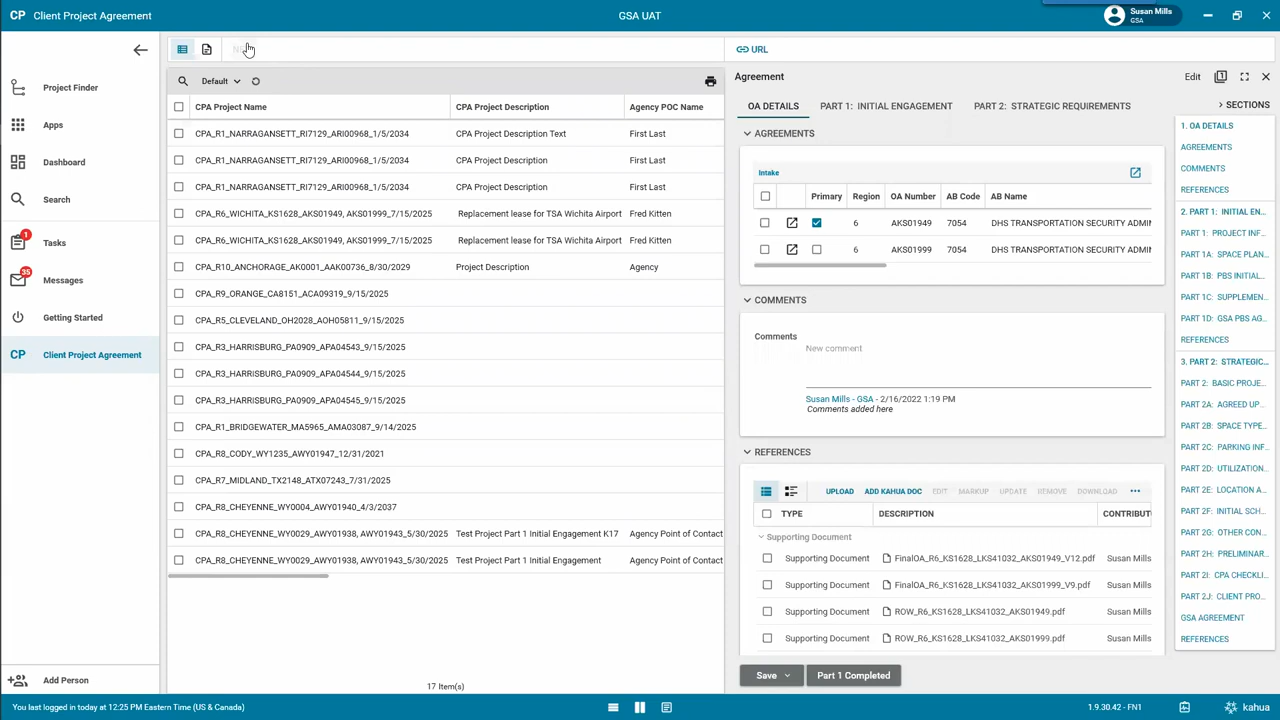 CP Client Project Agreement
GSA UAT
Susan Mills
GSA
Project Finder
Apps
Dashboard
Search
1
Tasks
35
Messages
Getting Started
CP Client Project Agreement
Add Person
Default
CPA Project Name CPA Project Description Agency POC Name
CPA_R1_NARRAGANSETT_RI7129_ARI00968_1/5/2034 CPA Project Description Text First Last
CPA_R1_NARRAGANSETT_RI7129_ARI00968_1/5/2034 CPA Project Description First Last
CPA_R1_NARRAGANSETT_RI7129_ARI00968_1/5/2034 CPA Project Description First Last
CPA_R6_WICHITA_KS1628_AKS01949, AKS01999_7/15/2025 Replacement lease for TSA Wichita Airport Fred Kitten
CPA_R6_WICHITA_KS1628_AKS01949, AKS01999_7/15/2025 Replacement lease for TSA Wichita Airport Fred Kitten
CPA_R10_ANCHORAGE_AK0001_AAK00736_8/30/2029 Project Description Agency
CPA_R9_ORANGE_CA8151_ACA09319_9/15/2025
CPA_R5_CLEVELAND_OH2028_AOH05811_9/15/2025
CPA_R3_HARRISBURG_PA0909_APA04543_9/15/2025
CPA_R3_HARRISBURG_PA0909_APA04544_9/15/2025
CPA_R3_HARRISBURG_PA0909_APA04545_9/15/2025
CPA_R1_BRIDGEWATER_MA5965_AMA03087_9/14/2025
CPA_R8_CODY_WY1235_AWY01947_12/31/2021
CPA_R7_MIDLAND_TX2148_ATX07243_7/31/2025
CPA_R8_CHEYENNE_WY0004_AWY01940_4/3/2037
CPA_R8_CHEYENNE_WY0029_AWY01938, AWY01943_5/30/2025 Test Project Part 1 Initial Engagement K17 Agency Point of Contact
CPA_R8_CHEYENNE_WY0029_AWY01938, AWY01943_5/30/2025 Test Project Part 1 Initial Engagement Agency Point of Contact
17 Item(s)
URL
Agreement
Edit
1
OA DETAILS PART 1: INITIAL ENGAGEMENT PART 2: STRATEGIC REQUIREMENTS
AGREEMENTS
Intake
Primary Region OA Number AB Code AB Name
6 AKS01949 7054 DHS TRANSPORTATION SECURITY ADMIN
6 AKS01999 7054 DHS TRANSPORTATION SECURITY ADMIN
COMMENTS
Comments
New comment
Susan Mills - GSA - 2/16/2022 1:19 PM
Comments added here
REFERENCES
UPLOAD ADD KAHUA DOC EDIT MARKUP UPDATE REMOVE DOWNLOAD ...
TYPE DESCRIPTION CONTRIBUT
Supporting Document
Supporting Document FinalOA_R6_KS1628_LKS41032_AKS01949_V12.pdf Susan Mills
Supporting Document FinalOA_R6_KS1628_LKS41032_AKS01999_V9.pdf Susan Mills
Supporting Document ROW_R6_KS1628_LKS41032_AKS01949.pdf Susan Mills
Supporting Document ROW_R6_KS1628_LKS41032_AKS01999.pdf Susan Mills
Save Part 1 Completed
SECTIONS
1. OA DETAILS
AGREEMENTS
COMMENTS
REFERENCES
2. PART 1: INITIAL EN...
PART 1: PROJECT INF...
PART 1A: SPACE PLAN...
PART 1B: PBS INITIAL...
PART 1C: SUPPLEMEN...
PART 1D: GSA PBS AG...
REFERENCES
3. PART 2: STRATEGIC...
PART 2: BASIC PROJE...
PART 2A: AGREED UP...
PART 2B: SPACE TYPE...
PART 2C: PARKING INF...
PART 2D: UTILIZATION...
PART 2E: LOCATION A...
PART 2F: INITIAL SCH...
PART 2G: OTHER CON...
PART 2H: PRELIMINAR...
PART 2I: CPA CHECKLI...
PART 2J: CLIENT PRO...
GSA AGREEMENT
REFERENCES
You last logged in today at 12:25 PM Eastern Time (US & Canada)
1.9.30.42 - FN1
kahua